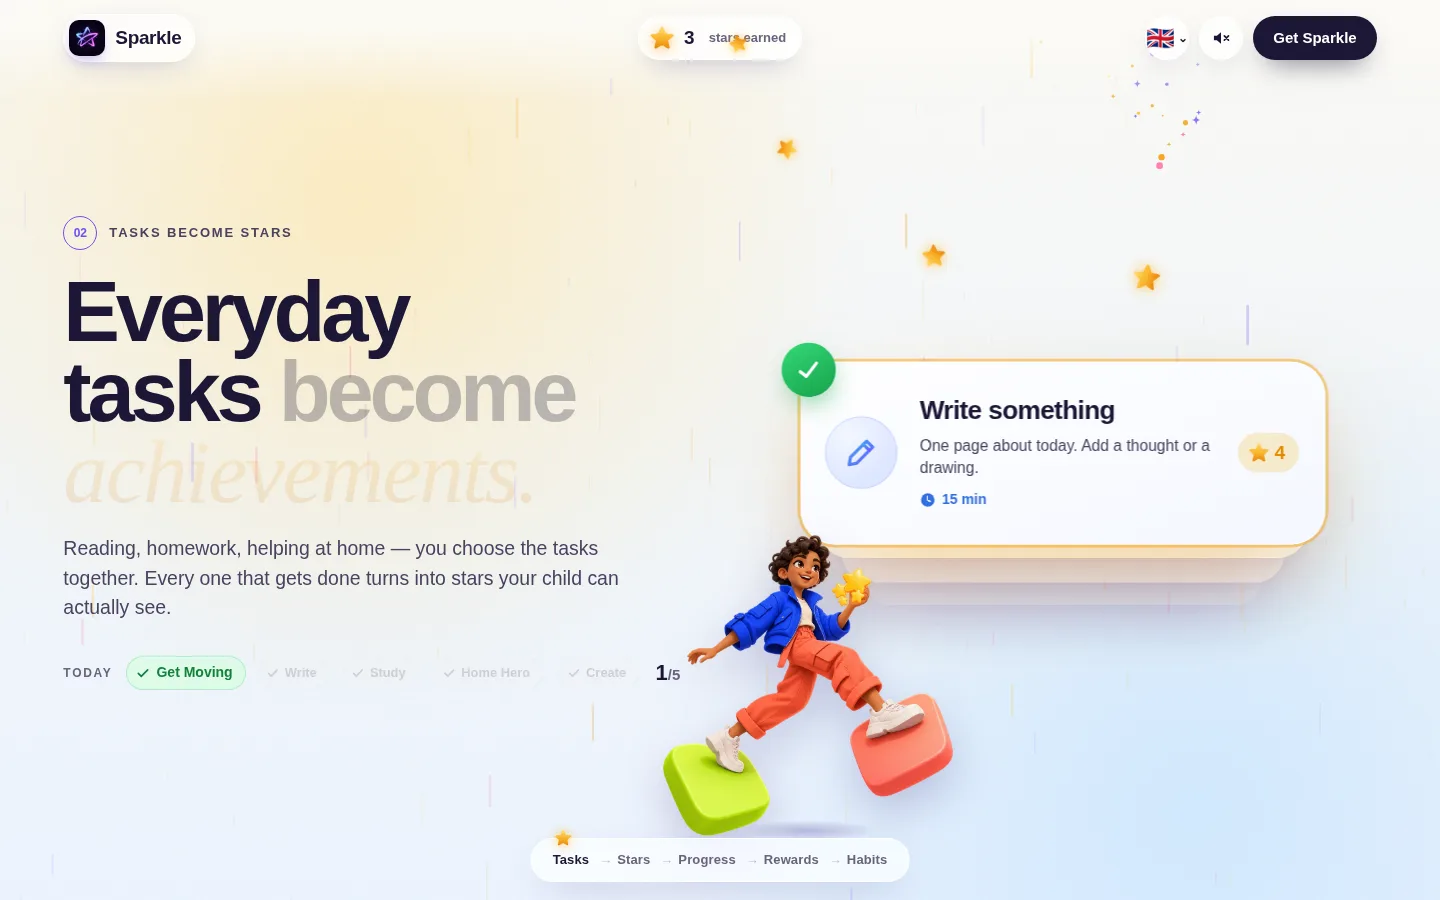 Sparkle
3 stars earned
Get Sparkle
02 TASKS BECOME STARS
Everyday
tasks become
achievements.
Reading, homework, helping at home — you choose the tasks
together. Every one that gets done turns into stars your child can
actually see.
TODAY Get Moving Write Study Home Hero Create 1/5
Write something
One page about today. Add a thought or a
drawing.
15 min
4
Tasks → Stars → Progress → Rewards → Habits